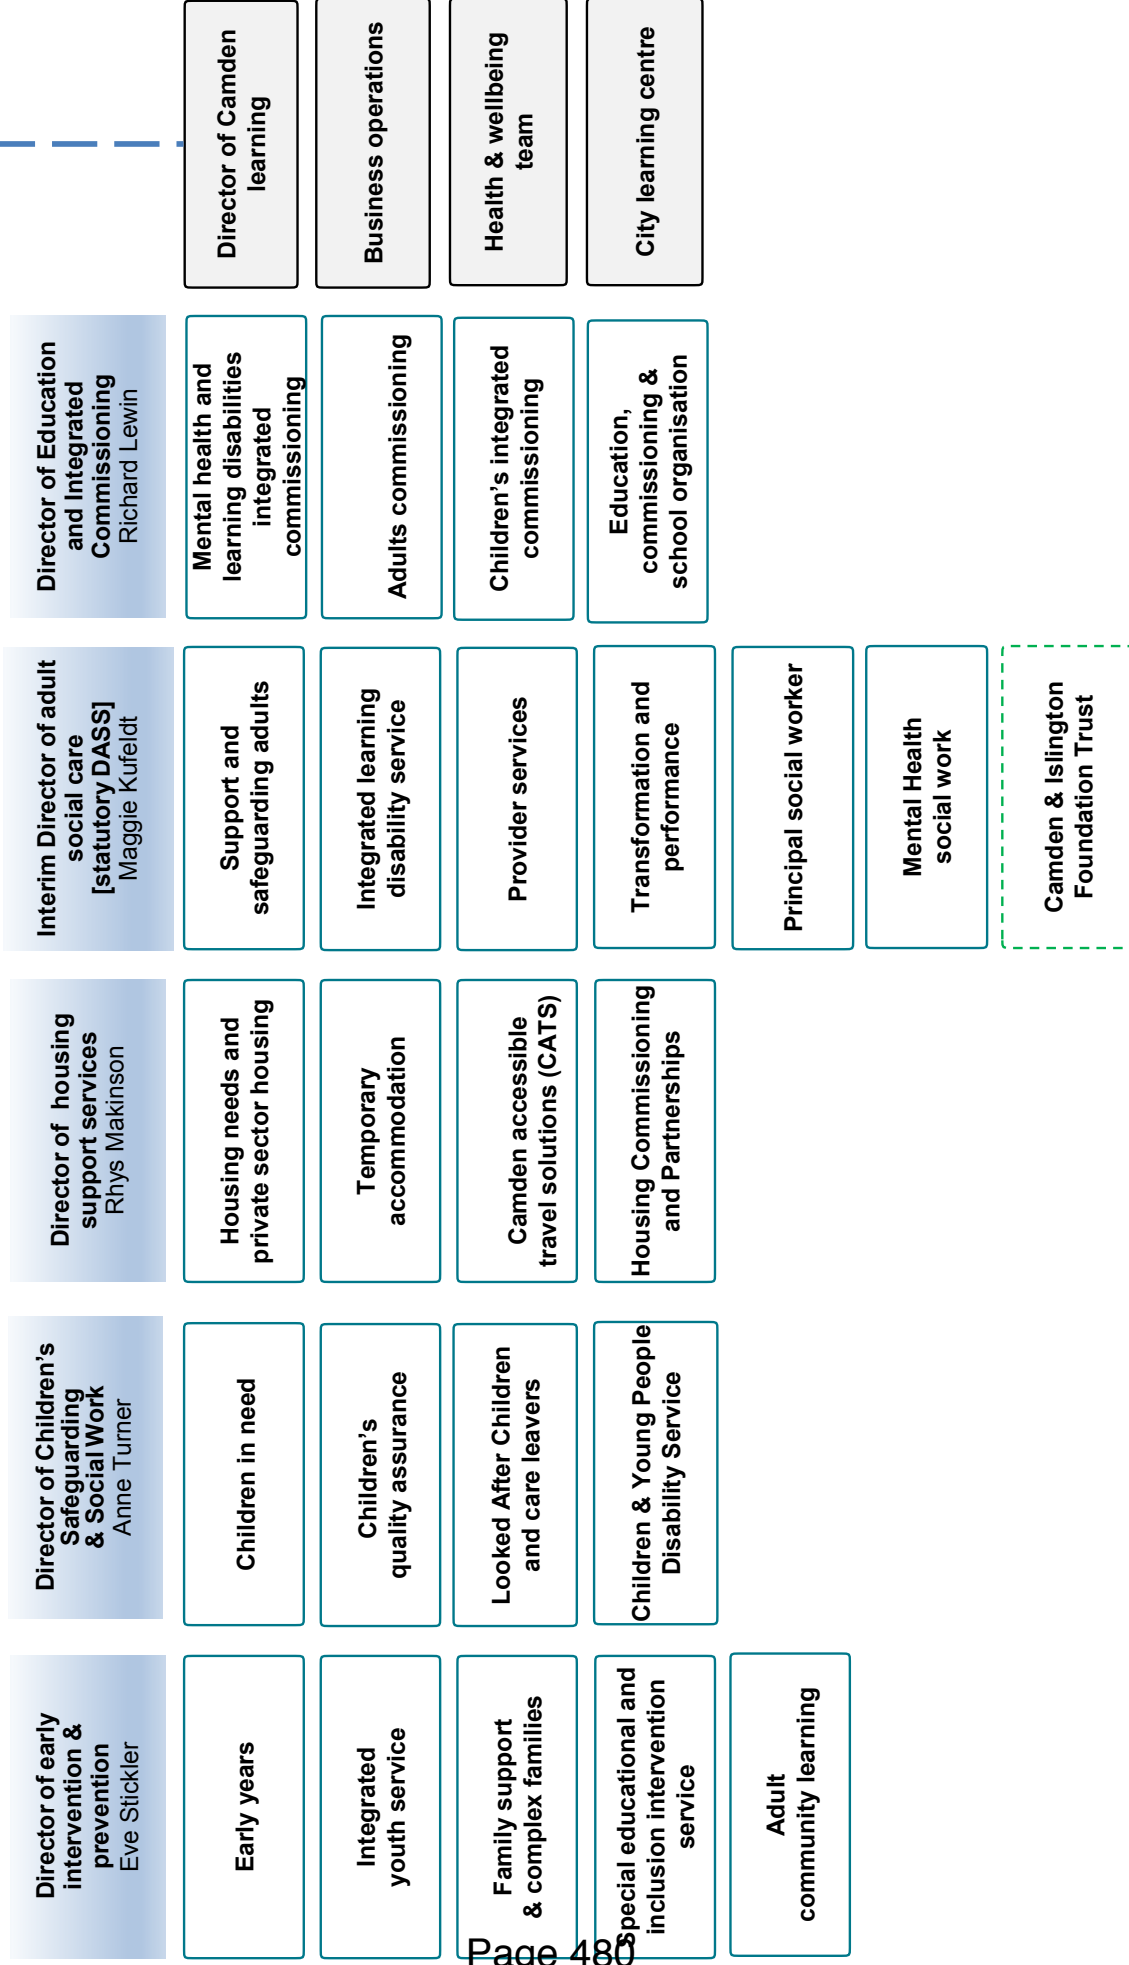 Director of early
intervention &
prevention
Eve Stickler
Early years
Integrated
youth service
Family support
& complex families
Special educational and
inclusion intervention
service
Adult
community learning
Director of Children’s
Safeguarding
& Social Work
Anne Turner
Children in need
Children’s
quality assurance
Looked After Children
and care leavers
Children & Young People
Disability Service
Director of housing
support services
Rhys Makinson
Housing needs and
private sector housing
Temporary
accommodation
Camden accessible
travel solutions (CATS)
Housing Commissioning
and Partnerships
Interim Director of adult
social care
[statutory DASS]
Maggie Kufeldt
Support and
safeguarding adults
Integrated learning
disability service
Provider services
Transformation and
performance
Principal social worker
Mental Health
social work
Camden & Islington
Foundation Trust
Director of Education
and Integrated
Commissioning
Richard Lewin
Mental health and
learning disabilities
integrated
commissioning
Adults commissioning
Children’s integrated
commissioning
Education,
commissioning &
school organisation
Director of Camden
learning
Business operations
Health & wellbeing
team
City learning centre
Page 480